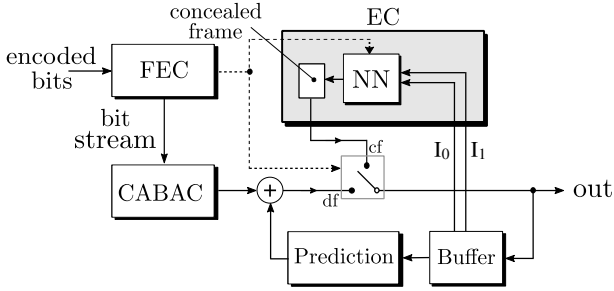 concealed
frame
EC
encoded
bits
FEC
NN
bit
stream
I0
I1
cf
CABAC
+
df
out
Prediction
Buffer